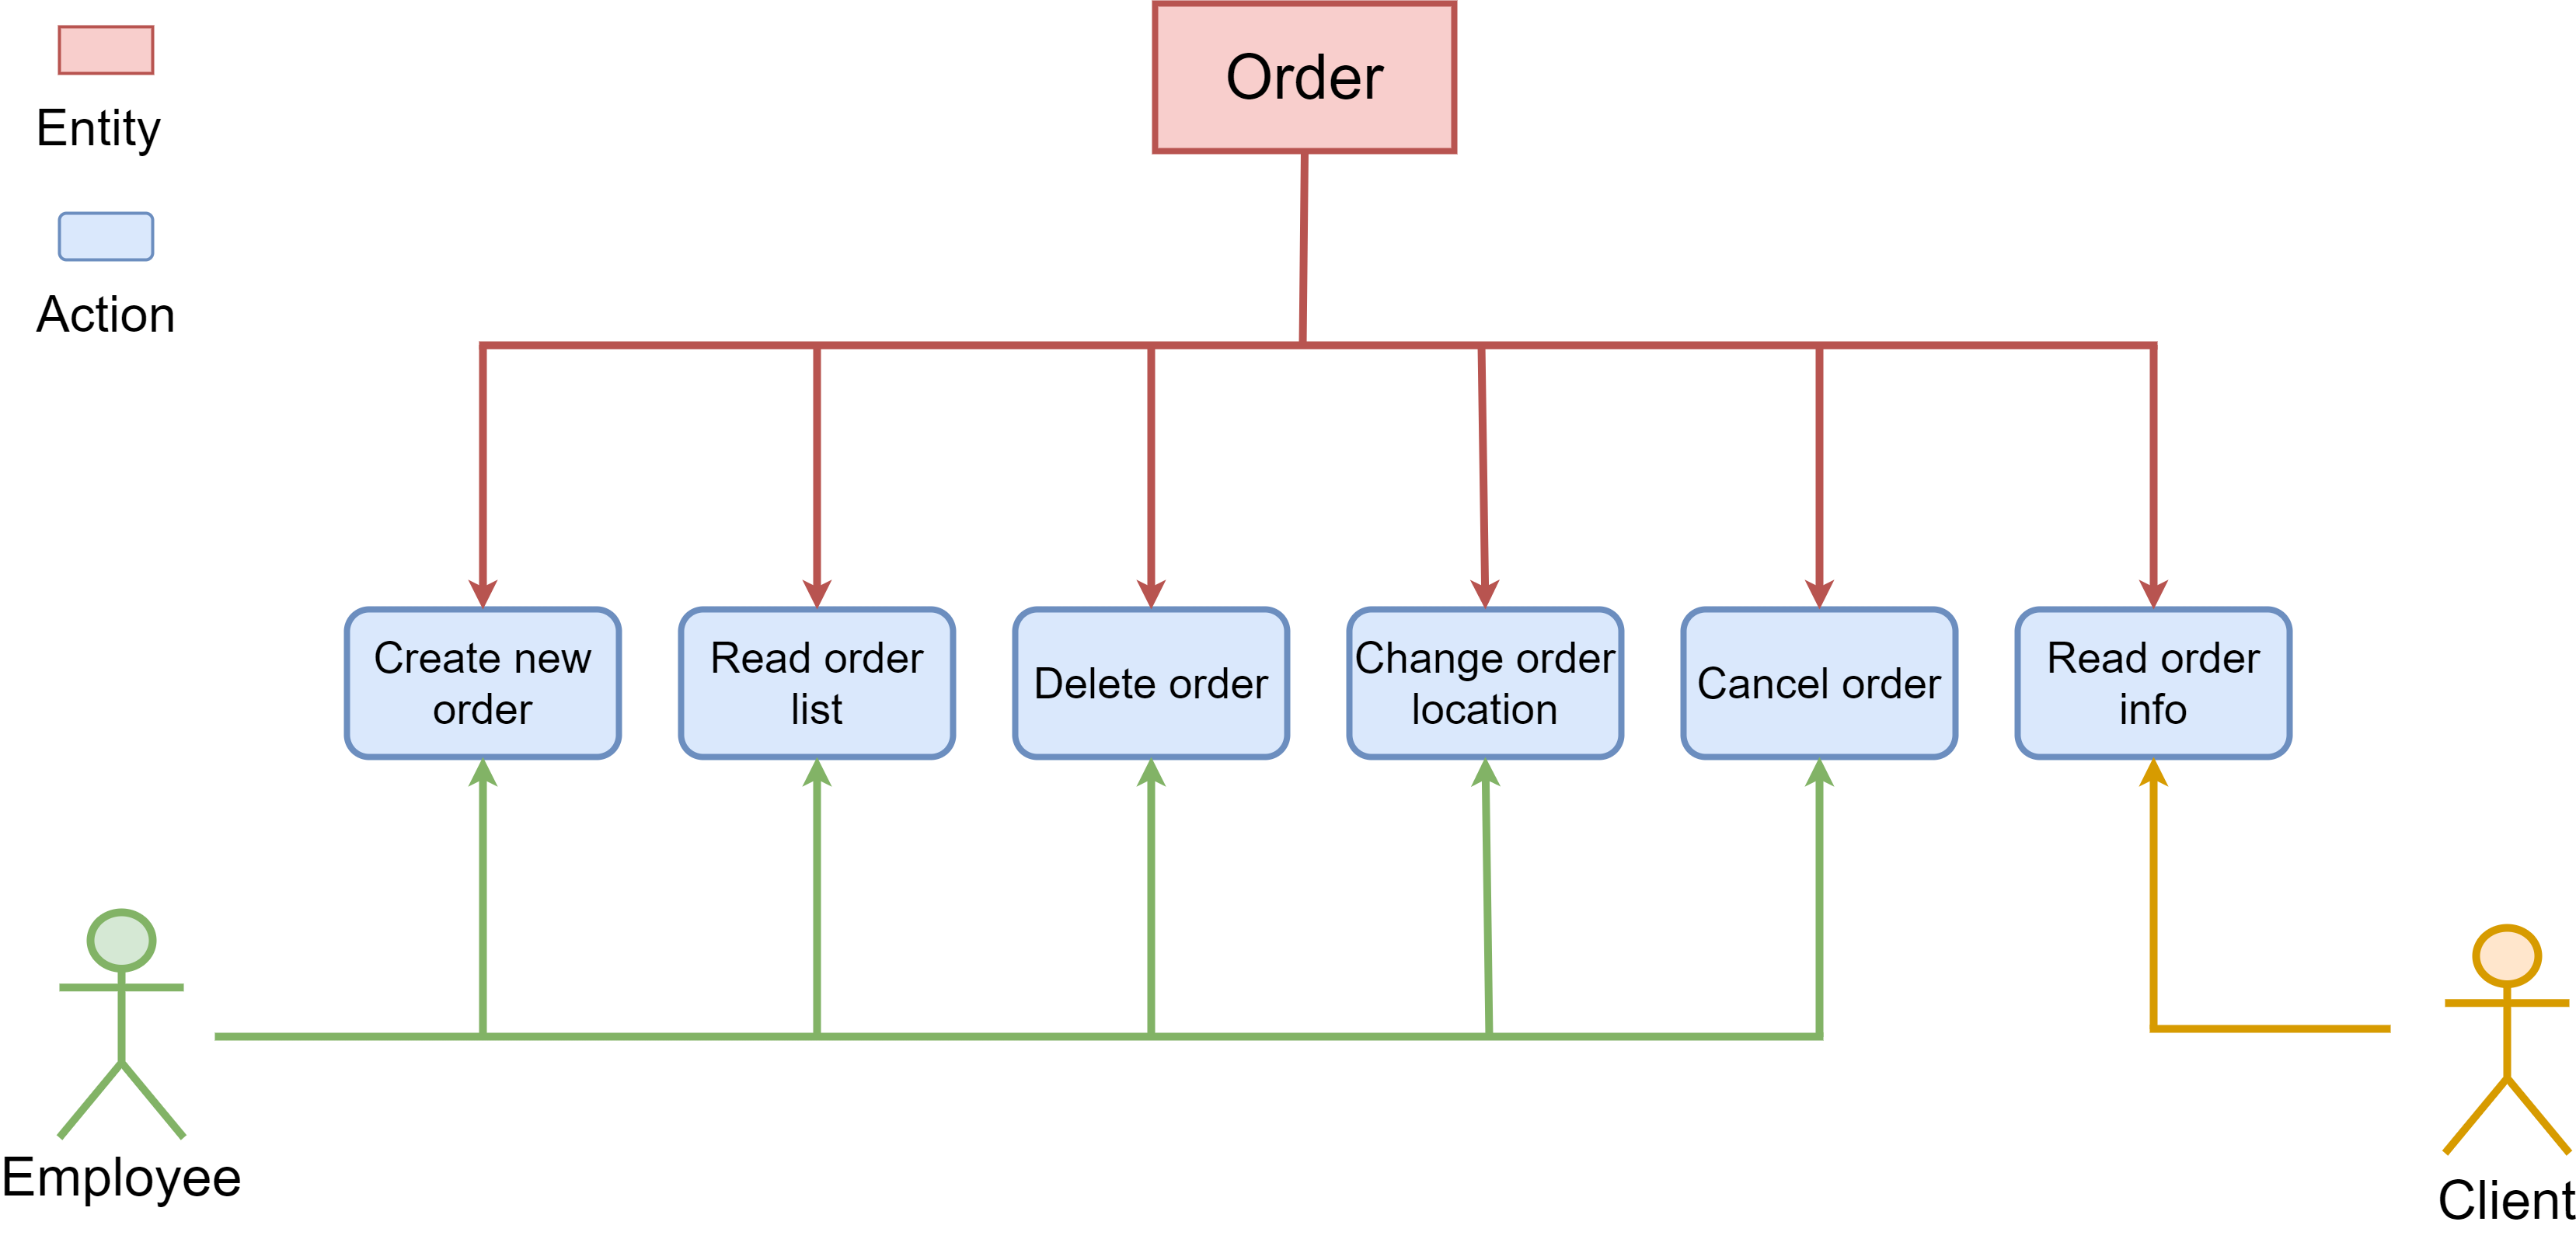 Order
Entity
Action
Create new
order
Read order
list
Delete order
Change order
location
Cancel order
Read order
info
Employee
Client